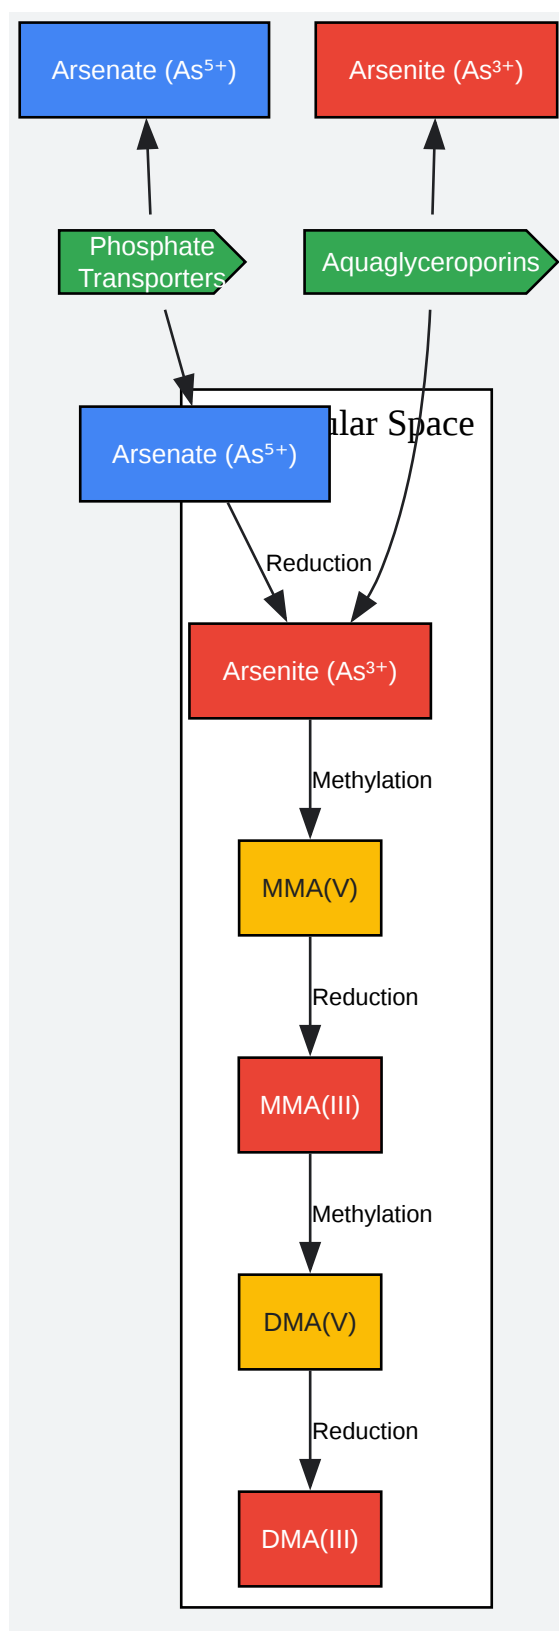 Arsenate (As⁵⁺)
Arsenite (As³⁺)
Phosphate
Transporters
Aquaglyceroporins
Space
Arsenate (As⁵⁺)
Reduction
Arsenite (As³⁺)
Methylation
MMA(V)
Reduction
MMA(III)
Methylation
DMA(V)
Reduction
DMA(III)